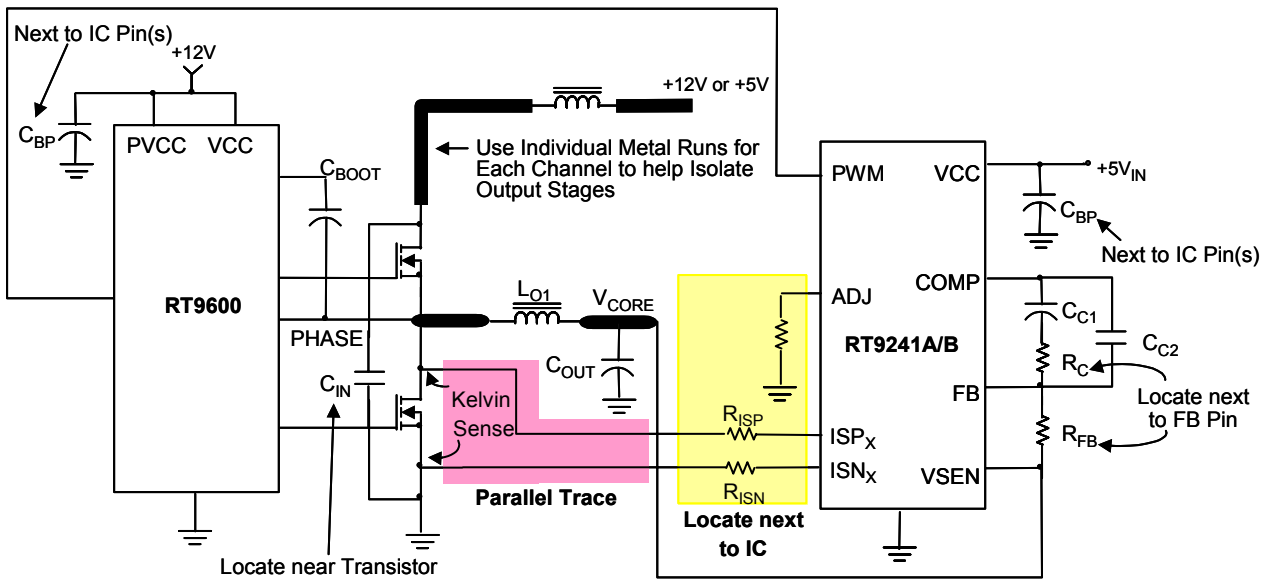 Next to IC Pin(s)
+12V
+12V or +5V
CBP
PVCC VCC
CBOOT
Use Individual Metal Runs for
Each Channel to help Isolate
Output Stages
PWM VCC
+5VIN
CBP
Next to IC Pin(s)
RT9600
LO1
VCORE
COMP
ADJ
CC1
PHASE
RT9241A/B
CC2
COUT
RC
CIN
Kelvin
Sense
FB
Locate next
to FB Pin
RISP
ISPX
RFB
ISNX
VSEN
RISN
Parallel Trace
Locate next
to IC
Locate near Transistor